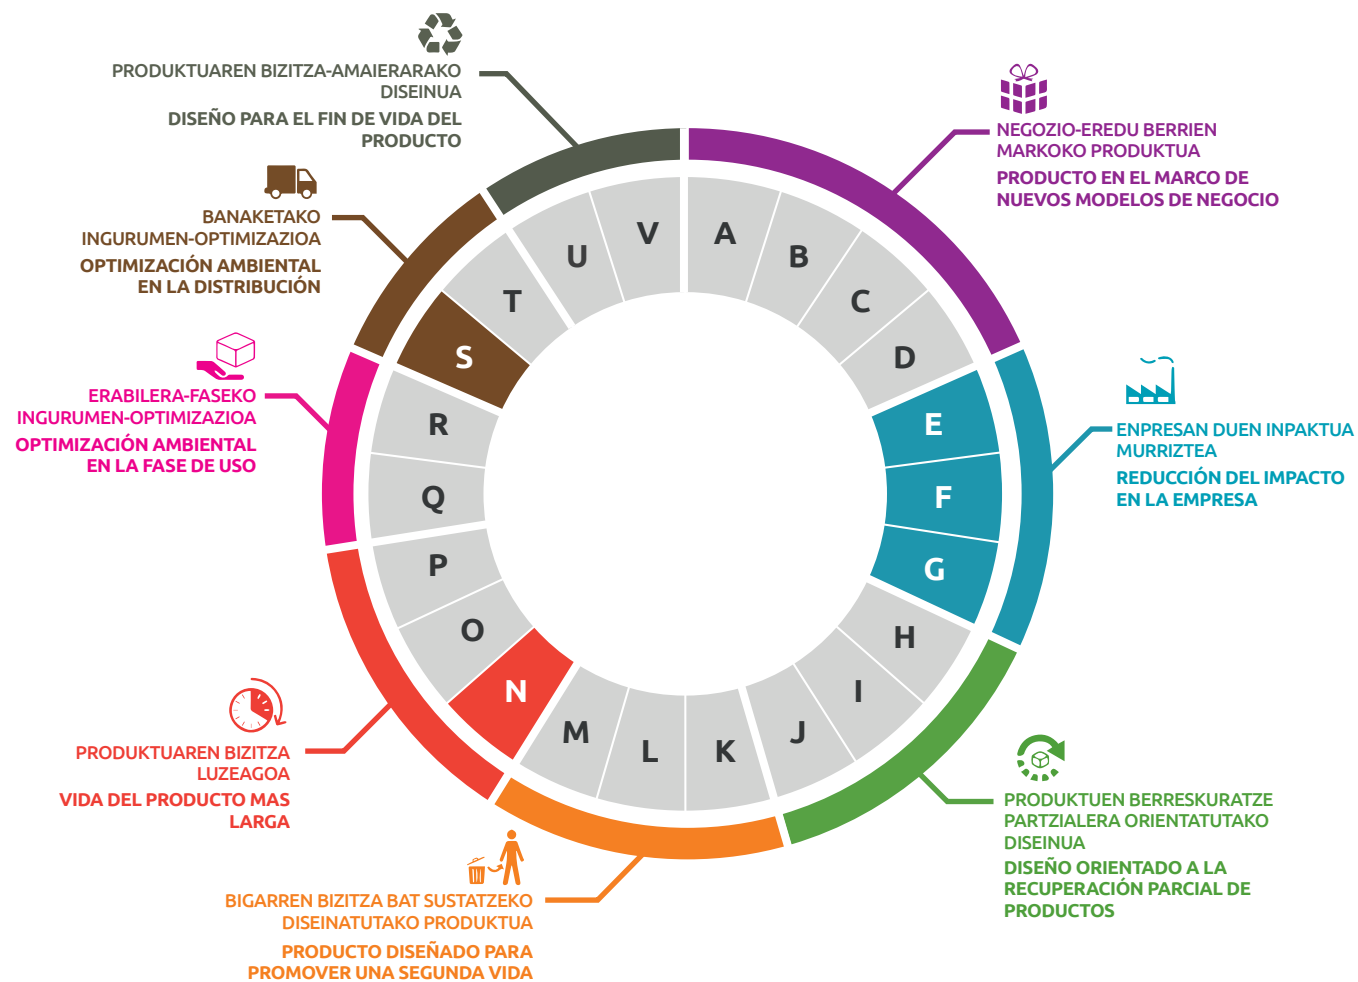 PRODUKTUAREN BIZITZA-AMAIERARAKO
DISEINUA
DISEÑO PARA EL FIN DE VIDA DEL
PRODUCTO
NEGOZIO-EREDU BERRIEN
MARKOKO PRODUKTUA
PRODUCTO EN EL MARCO DE
NUEVOS MODELOS DE NEGOCIO
BANAKETAKO
INGURUMEN-OPTIMIZAZIOA
OPTIMIZACIÓN AMBIENTAL
EN LA DISTRIBUCIÓN
ERABILERA-FASEKO
INGURUMEN-OPTIMIZAZIOA
OPTIMIZACIÓN AMBIENTAL
EN LA FASE DE USO
ENPRESAN DUEN INPAKTUA
MURRIZTEA
REDUCCIÓN DEL IMPACTO
EN LA EMPRESA
A
B
C
D
E
F
G
H
I
J
K
L
M
N
O
P
Q
R
S
T
U
V
PRODUKTUAREN BIZITZA
LUZEAGOA
VIDA DEL PRODUCTO MAS
LARGA
PRODUKTUEN BERRESKURATZE
PARTZIALERA ORIENTATUTAKO
DISEINUA
DISEÑO ORIENTADO A LA
RECUPERACIÓN PARCIAL DE
PRODUCTOS
BIGARREN BIZITZA BAT SUSTATZEKO
DISEINATUTAKO PRODUKTUA
PRODUCTO DISEÑADO PARA
PROMOVER UNA SEGUNDA VIDA